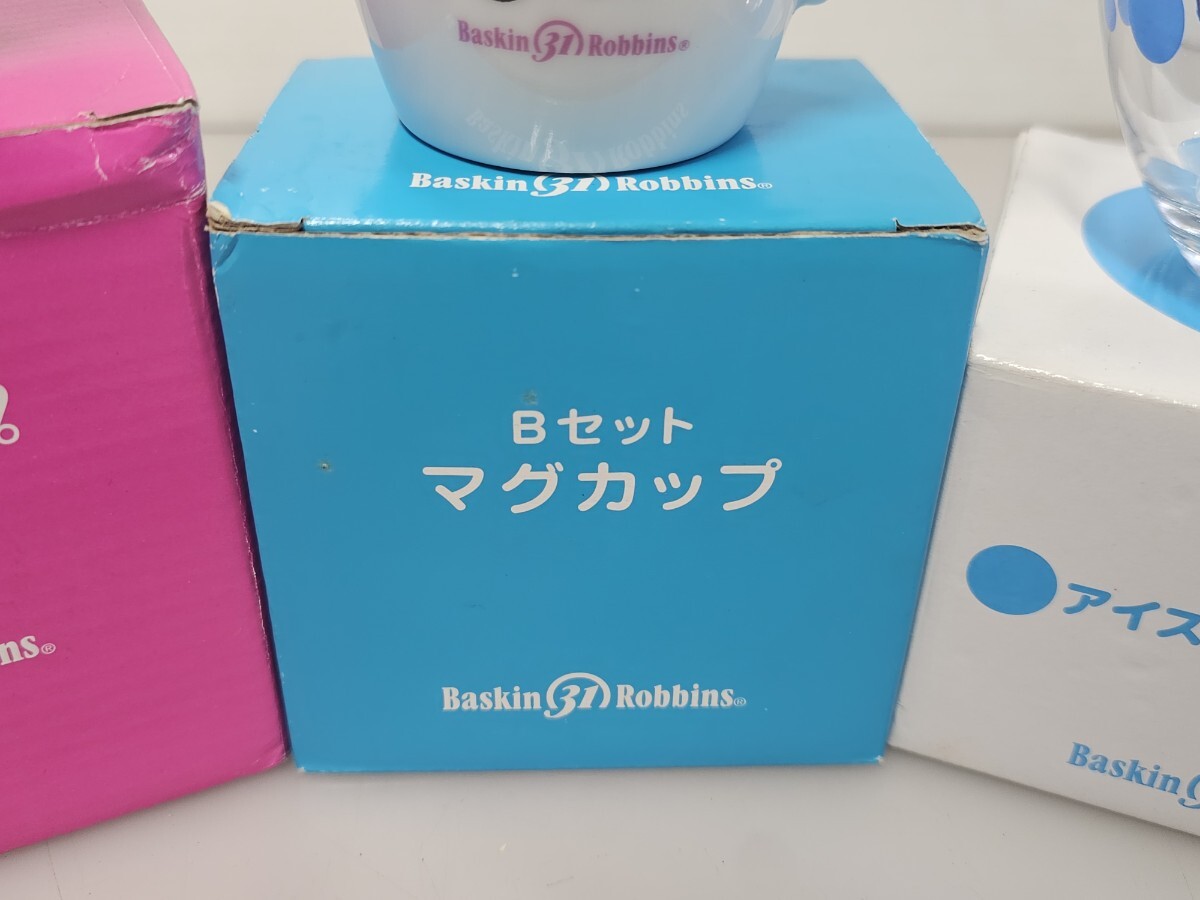 Baskin 31 Robbins®
Baskin 31 Robbins®
Bセット
マグカップ
Baskin 31 Robbins®
!
ns®
アイス
Baskin